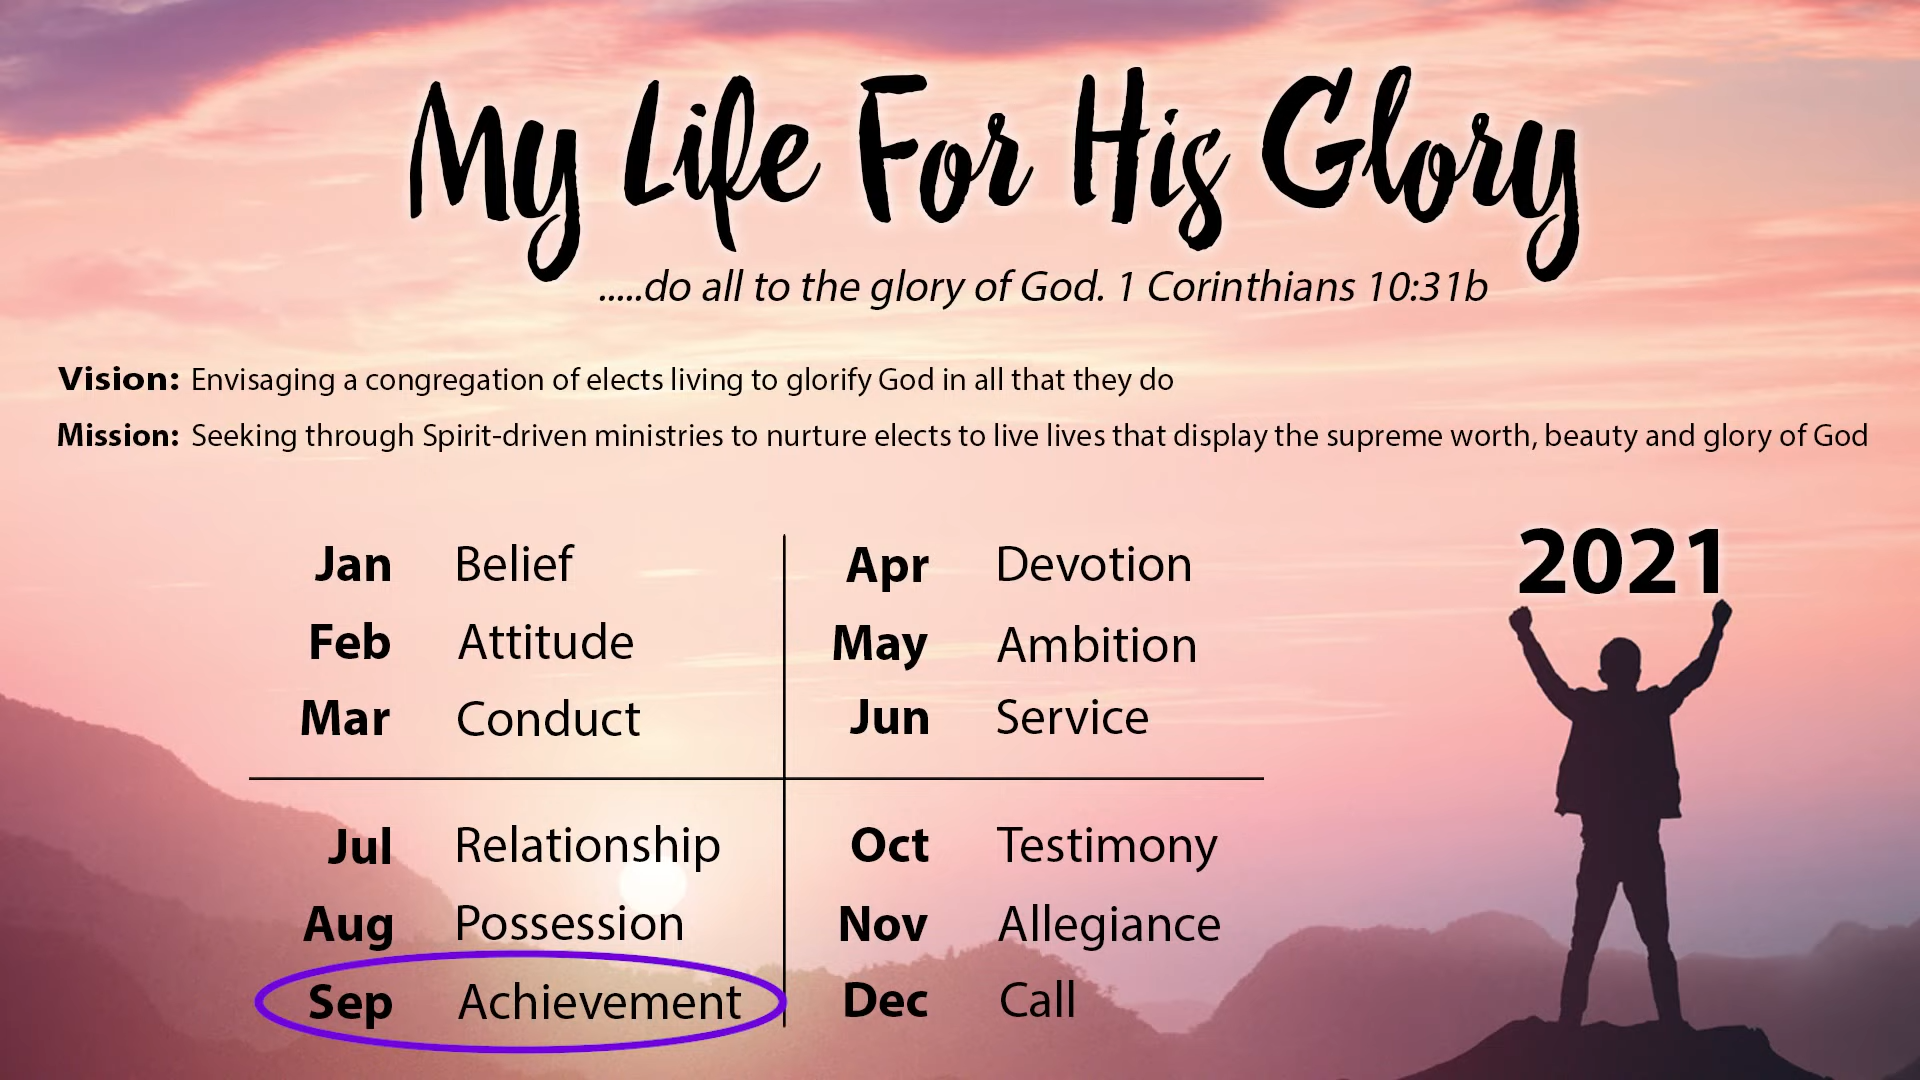 My Life For His Glory
.....do all to the glory of God. 1 Corinthians 10:31b
Vision: Envisaging a congregation of elects living to glorify God in all that they do
Mission: Seeking through Spirit-driven ministries to nurture elects to live lives that display the supreme worth, beauty and glory of God
2021
Jan Belief
Feb Attitude
Mar Conduct
Apr Devotion
May Ambition
Jun Service
Jul Relationship
Aug Possession
Sep Achievement
Oct Testimony
Nov Allegiance
Dec Call